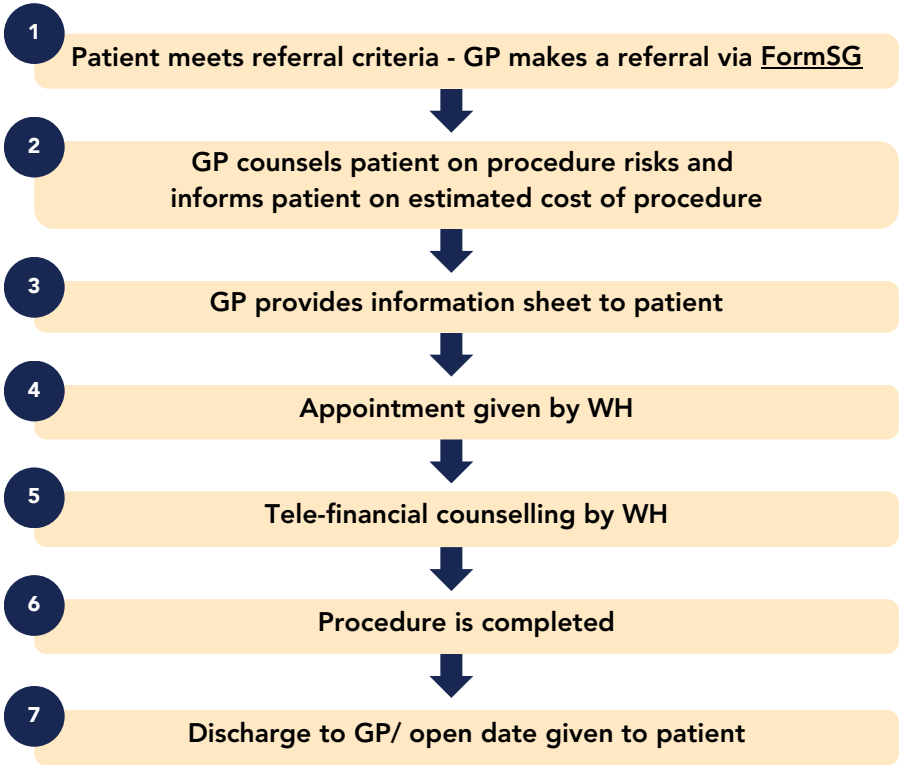 1
Patient meets referral criteria - GP makes a referral via FormSG
2
GP counsels patient on procedure risks and
informs patient on estimated cost of procedure
3
GP provides information sheet to patient
4
Appointment given by WH
5
Tele-financial counselling by WH
6
Procedure is completed
7
Discharge to GP/ open date given to patient